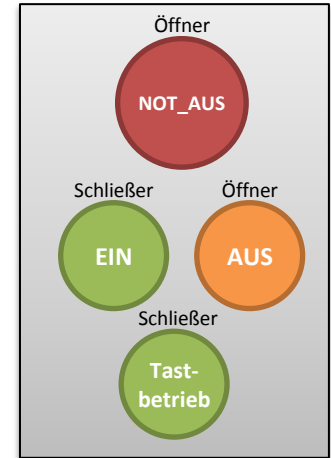 Öffner
NOT_AUS
Schließer
Öffner
EIN
AUS
Schließer
Tast-
betrieb